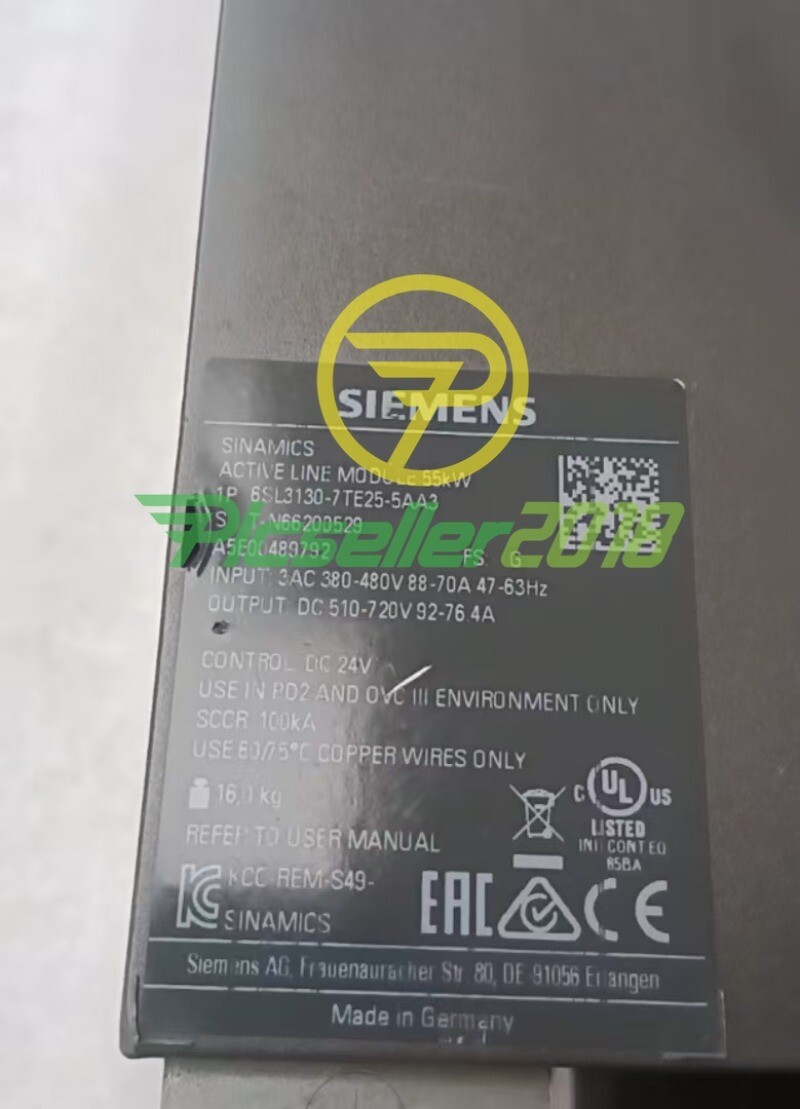 SIEMENS
SINAMICS
ACTIVE LINE MODULE 55kW
1P 6SL3130-7TE25-5AA3
S T-N66200529
Plcseller2018
A5E00489792 FS: G
INPUT: 3AC 380-480V 88-70A 47-63Hz
OUTPUT: DC 510-720V 92-76.4A
CONTROL: DC 24V
USE IN PD2 AND OVC III ENVIRONMENT ONLY
SCCR: 100kA
USE 60/75°C COPPER WIRES ONLY
16,1 kg
C UL US
LISTED
IND CONT EQ
85BA
REFER TO USER MANUAL
KCC-REM-S49-
SINAMICS
EAC CE
Siemens AG, Frauenauracher Str. 80, DE-91056 Erlangen
Made in Germany